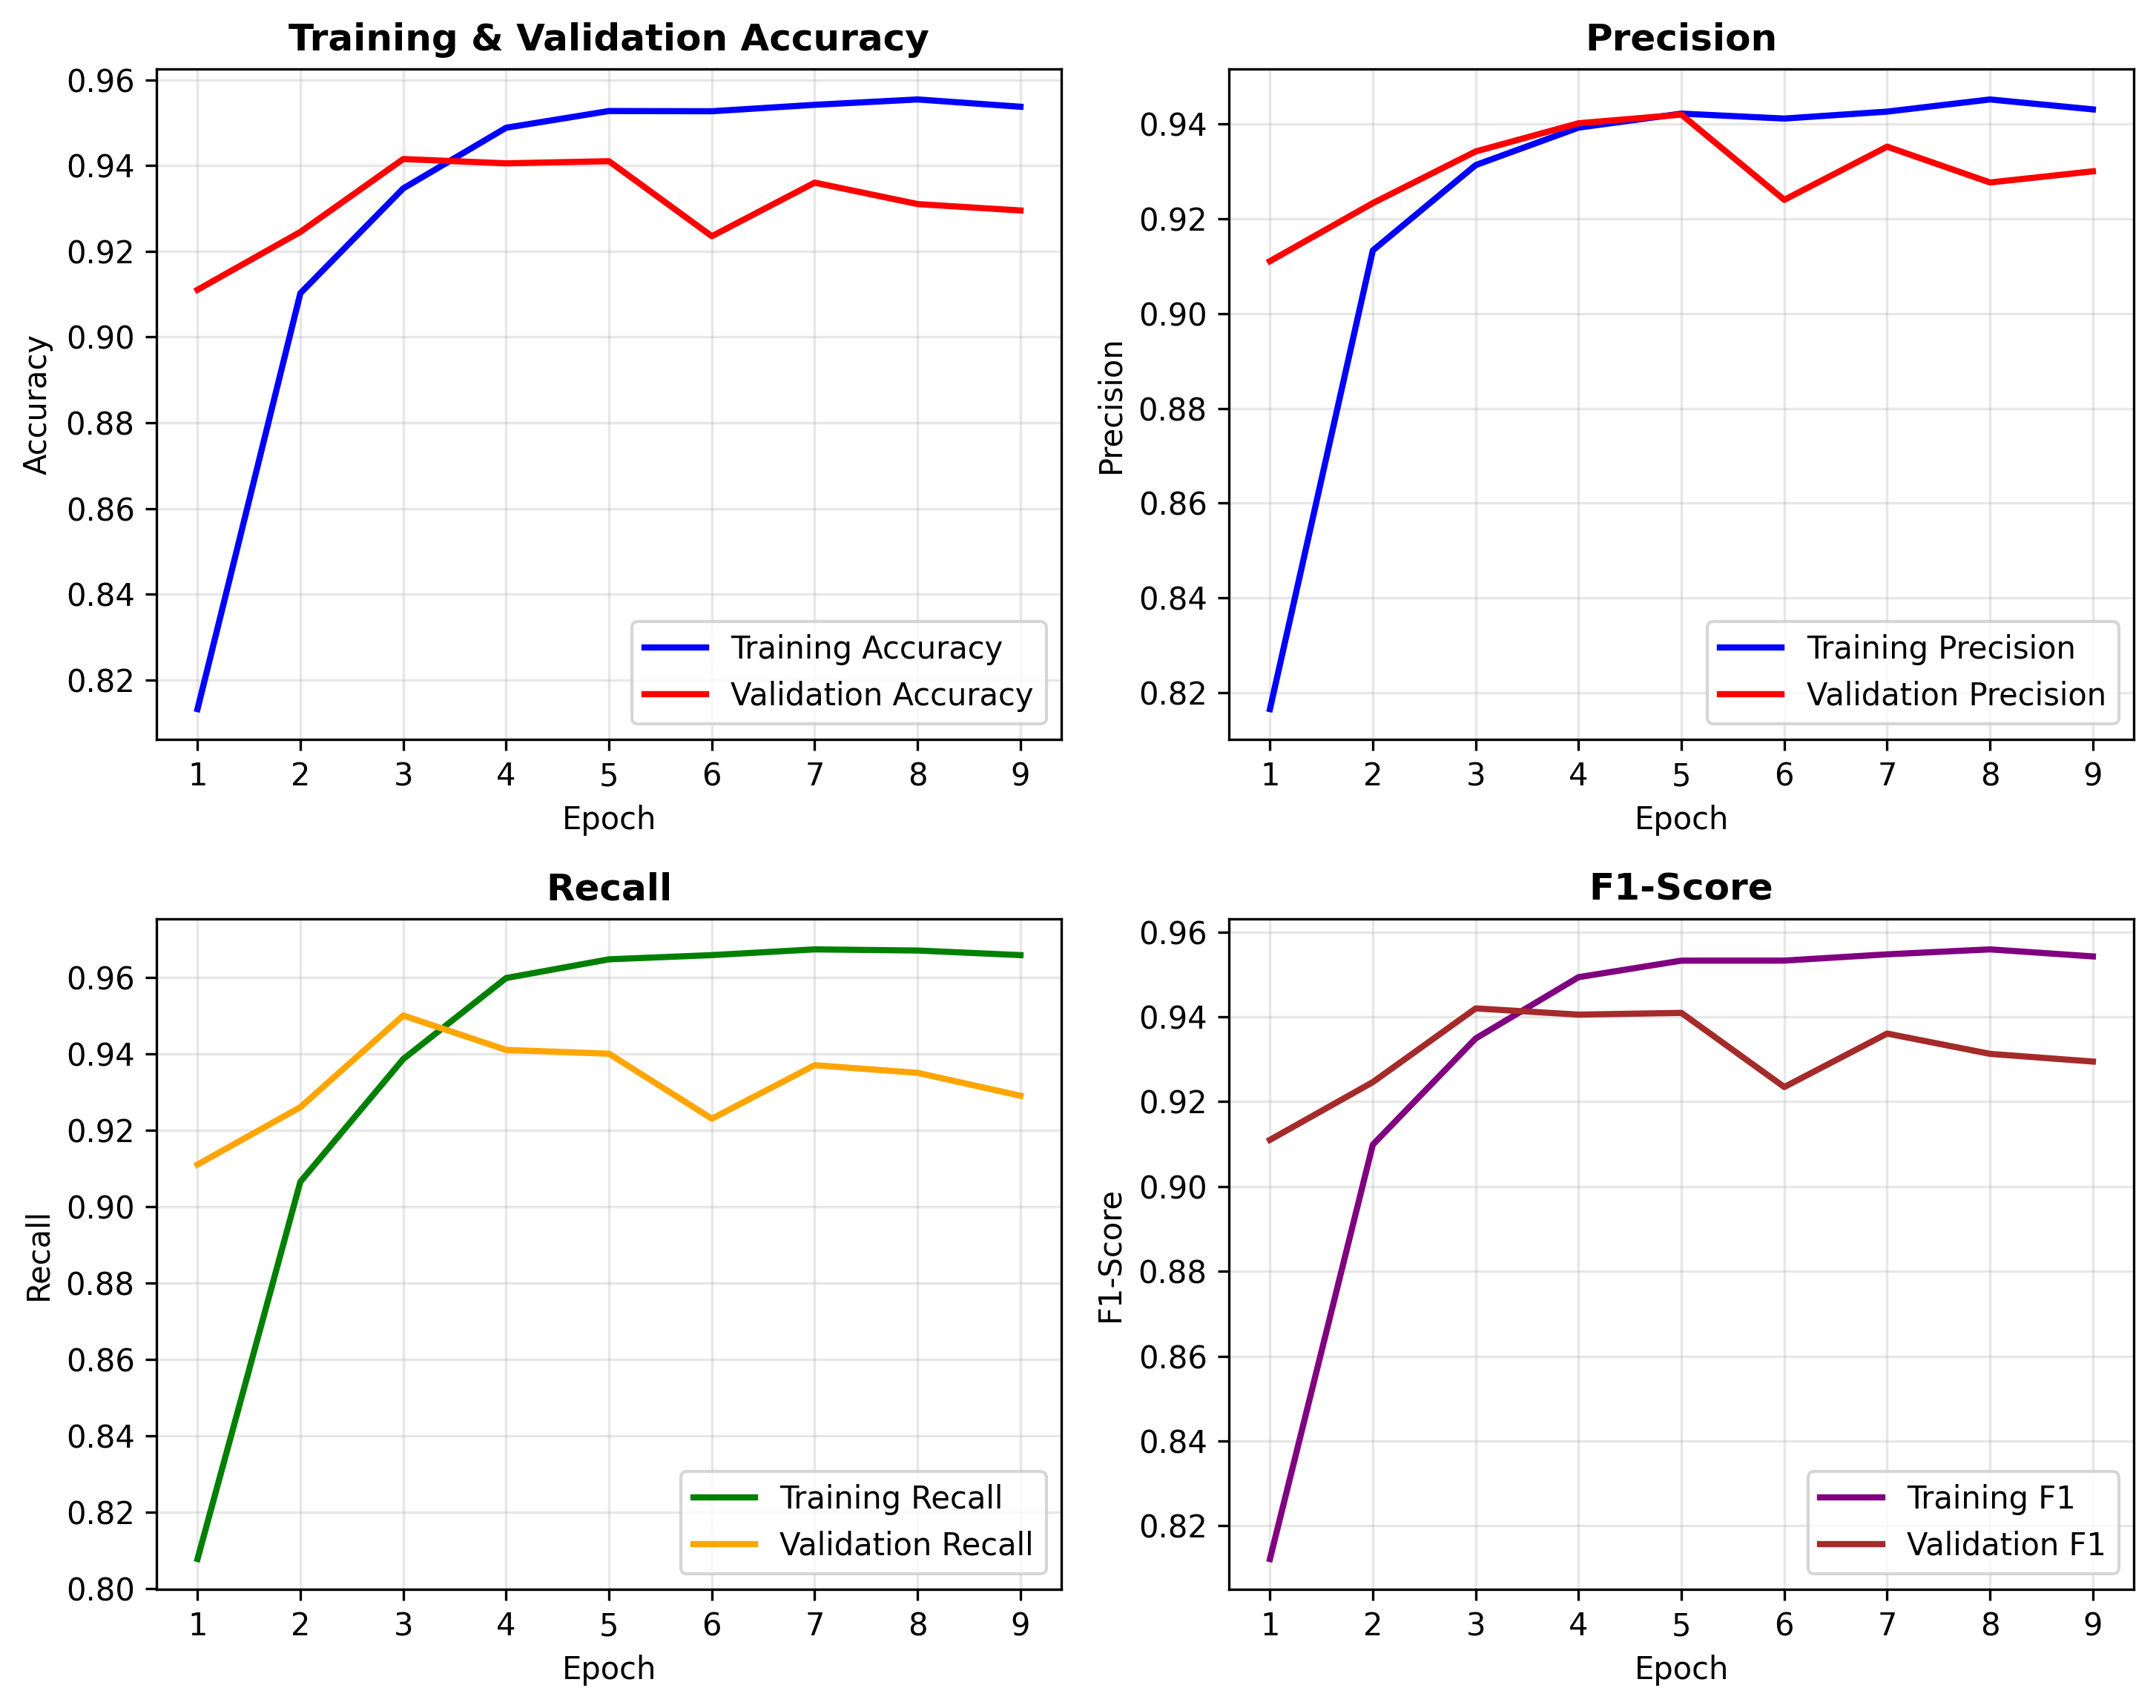 Training & Validation Accuracy
Accuracy
0.96
0.94
0.92
0.90
0.88
0.86
0.84
0.82
Training Accuracy
Validation Accuracy
1 2 3 4 5 6 7 8 9
Epoch
Precision
Precision
0.94
0.92
0.90
0.88
0.86
0.84
0.82
Training Precision
Validation Precision
1 2 3 4 5 6 7 8 9
Epoch
Recall
Recall
0.96
0.94
0.92
0.90
0.88
0.86
0.84
0.82
0.80
Training Recall
Validation Recall
1 2 3 4 5 6 7 8 9
Epoch
F1-Score
F1-Score
0.96
0.94
0.92
0.90
0.88
0.86
0.84
0.82
Training F1
Validation F1
1 2 3 4 5 6 7 8 9
Epoch